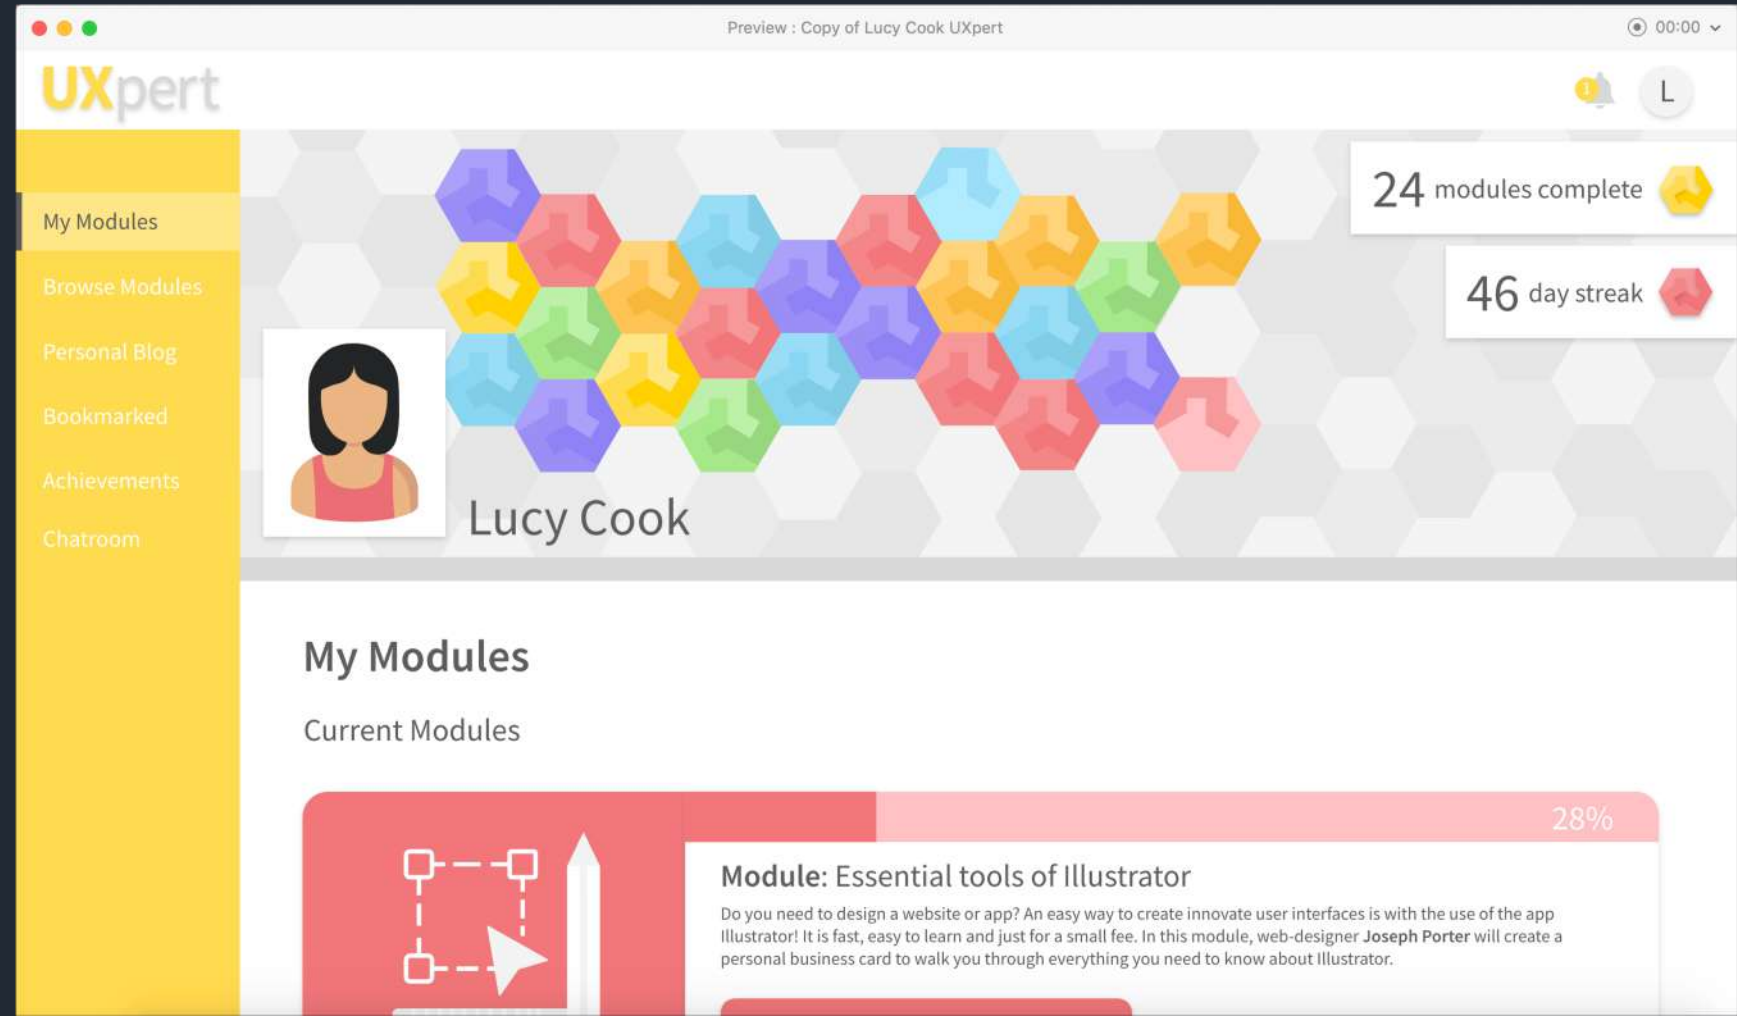 Preview : Copy of Lucy Cook UXpert
00:00
UXpert
1
L
My Modules
Browse Modules
Personal Blog
Bookmarked
Achievements
Chatroom
24 modules complete
46 day streak
Lucy Cook
My Modules
Current Modules
28%
Module: Essential tools of Illustrator
Do you need to design a website or app? An easy way to create innovate user interfaces is with the use of the app
Illustrator! It is fast, easy to learn and just for a small fee. In this module, web-designer Joseph Porter will create a
personal business card to walk you through everything you need to know about Illustrator.